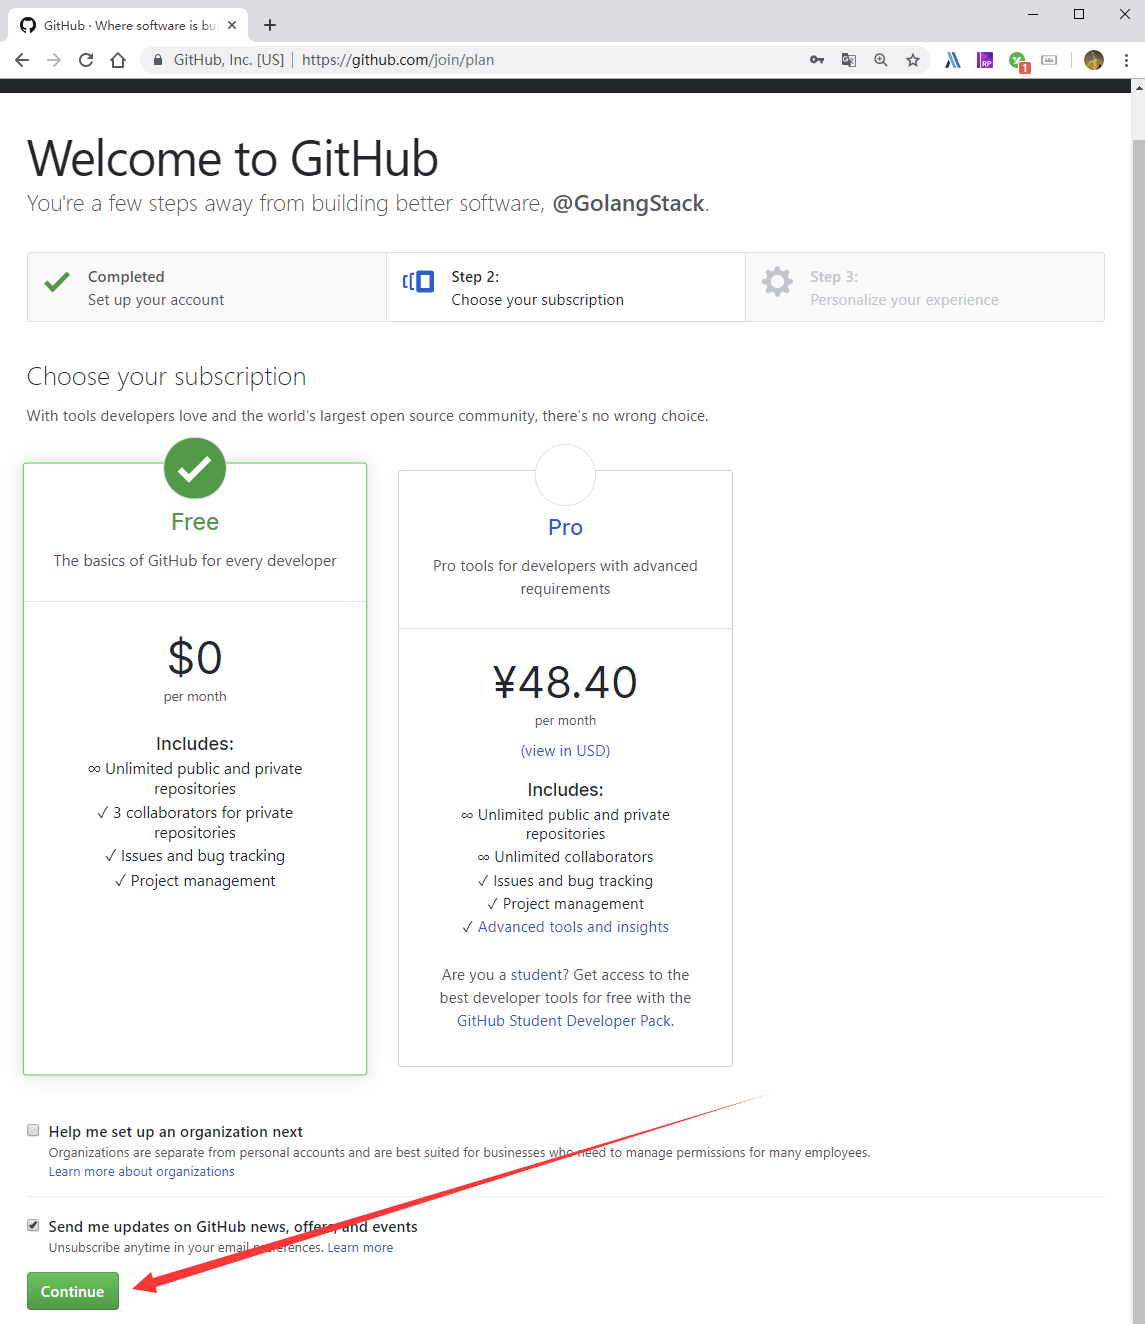 GitHub · Where software is bui
GitHub, Inc. [US] | https://github.com/join/plan
RP
1
Welcome to GitHub
You're a few steps away from building better software, @GolangStack.
Completed
Set up your account
Step 2:
Choose your subscription
Step 3:
Personalize your experience
Choose your subscription
With tools developers love and the world's largest open source community, there's no wrong choice.
Free
The basics of GitHub for every developer
$0
per month
Includes:
∞ Unlimited public and private
repositories
✓ 3 collaborators for private
repositories
✓ Issues and bug tracking
✓ Project management
Pro
Pro tools for developers with advanced
requirements
¥48.40
per month
(view in USD)
Includes:
∞ Unlimited public and private
repositories
∞ Unlimited collaborators
✓ Issues and bug tracking
✓ Project management
✓ Advanced tools and insights
Are you a student? Get access to the
best developer tools for free with the
GitHub Student Developer Pack.
Help me set up an organization next
Organizations are separate from personal accounts and are best suited for businesses who need to manage permissions for many employees.
Learn more about organizations
Send me updates on GitHub news, offers, and events
Unsubscribe anytime in your email preferences. Learn more
Continue